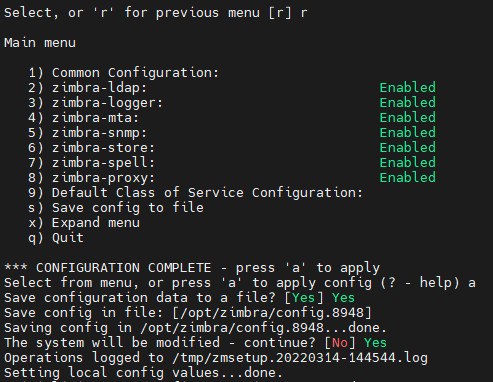 Select, or 'r' for previous menu [r] r
Main menu
1) Common Configuration:
2) zimbra-ldap: Enabled
3) zimbra-logger: Enabled
4) zimbra-mta: Enabled
5) zimbra-snmp: Enabled
6) zimbra-store: Enabled
7) zimbra-spell: Enabled
8) zimbra-proxy: Enabled
9) Default Class of Service Configuration:
s) Save config to file
x) Expand menu
q) Quit
*** CONFIGURATION COMPLETE - press 'a' to apply
Select from menu, or press 'a' to apply config (? - help) a
Save configuration data to a file? [Yes] Yes
Save config in file: [/opt/zimbra/config.8948]
Saving config in /opt/zimbra/config.8948...done.
The system will be modified - continue? [No] Yes
Operations logged to /tmp/zmsetup.20220314-144544.log
Setting local config values...done.